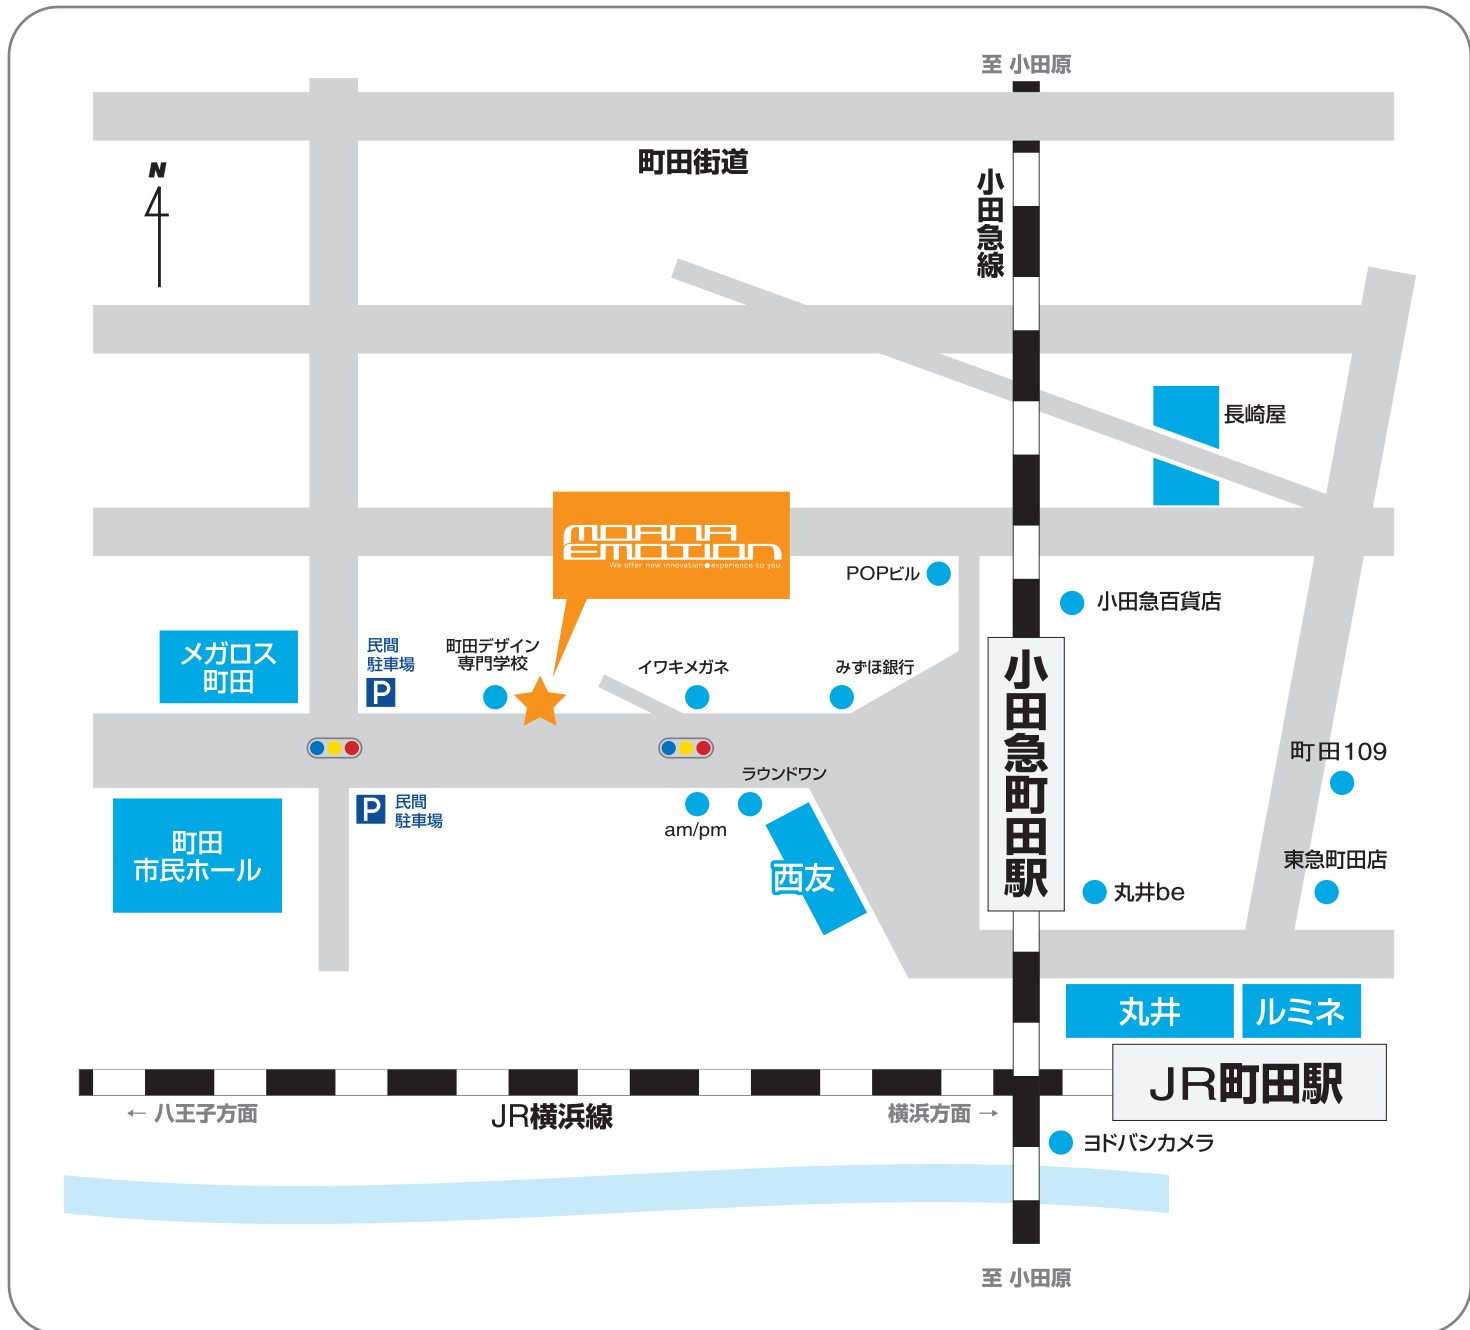 至 小田原
町田街道
N
小田急線
長崎屋
MOANA
EMOTION
We offer new innovation●experience to you.
POPビル
小田急百貨店
メガロス
町田
民間
駐車場
P
町田デザイン
専門学校
イワキメガネ
みずほ銀行
小田急町田駅
町田109
ラウンドワン
P
民間
駐車場
am/pm
町田
市民ホール
西友
丸井be
東急町田店
丸井
ルミネ
JR町田駅
← 八王子方面
JR横浜線
横浜方面 →
ヨドバシカメラ
至 小田原